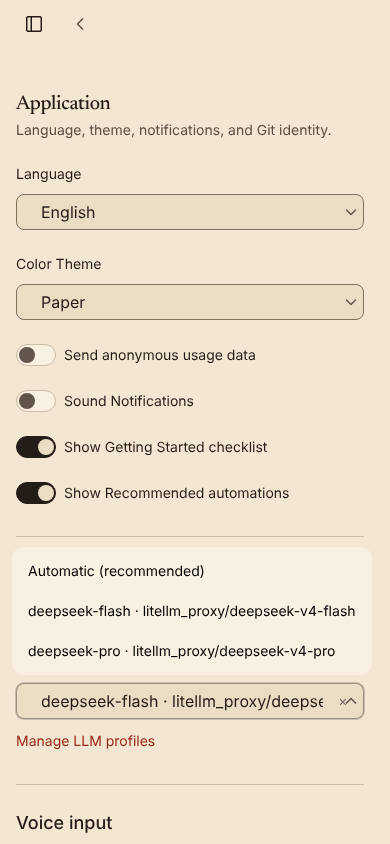 Application
Language, theme, notifications, and Git identity.
Language
English
Color Theme
Paper
Send anonymous usage data
Sound Notifications
Show Getting Started checklist
Show Recommended automations
Automatic (recommended)
deepseek-flash · litellm_proxy/deepseek-v4-flash
deepseek-pro · litellm_proxy/deepseek-v4-pro
deepseek-flash · litellm_proxy/deepse
Manage LLM profiles
Voice input